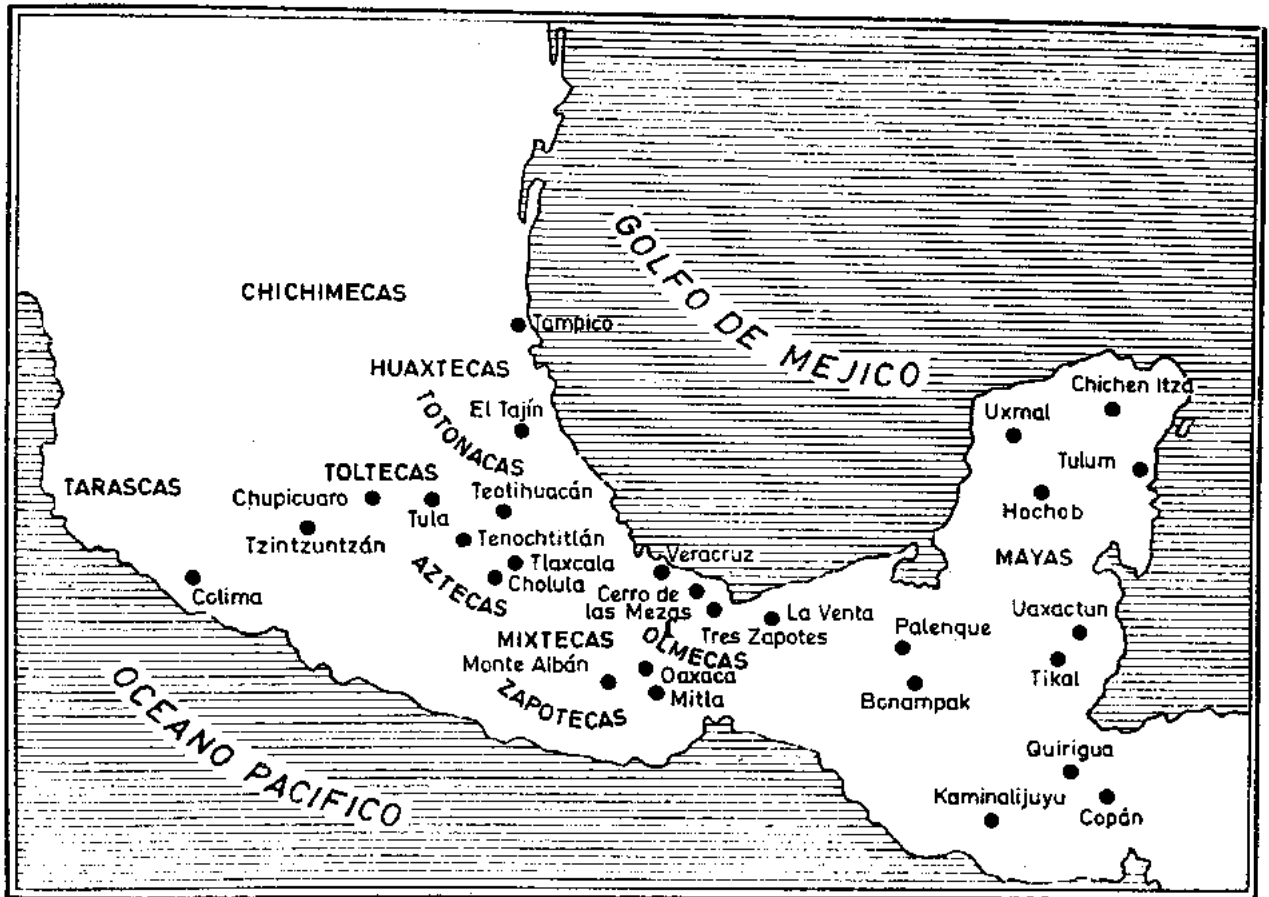 GOLFO DE MEJICO
CHICHIMECAS
Tampico
HUAXTECAS
Chichen Itzá
El Tajín
TOTONACAS
Uxmal
Tulum
TARASCAS
TOLTECAS
Chupicuaro
Teotihuacán
Tula
Hochob
Tzintzuntzán
Tenochtitlán
Veracruz
MAYAS
Tlaxcala
AZTECAS
Cholula
Colima
Cerro de
las Mezas
La Venta
Uaxactun
MIXTECAS
OLMECAS
Tres Zapotes
Palenque
Monte Albán
Oaxaca
Tikal
ZAPOTECAS
Mitla
Bonampak
OCEANO PACIFICO
Quirigua
Kaminalijuyu
Copán